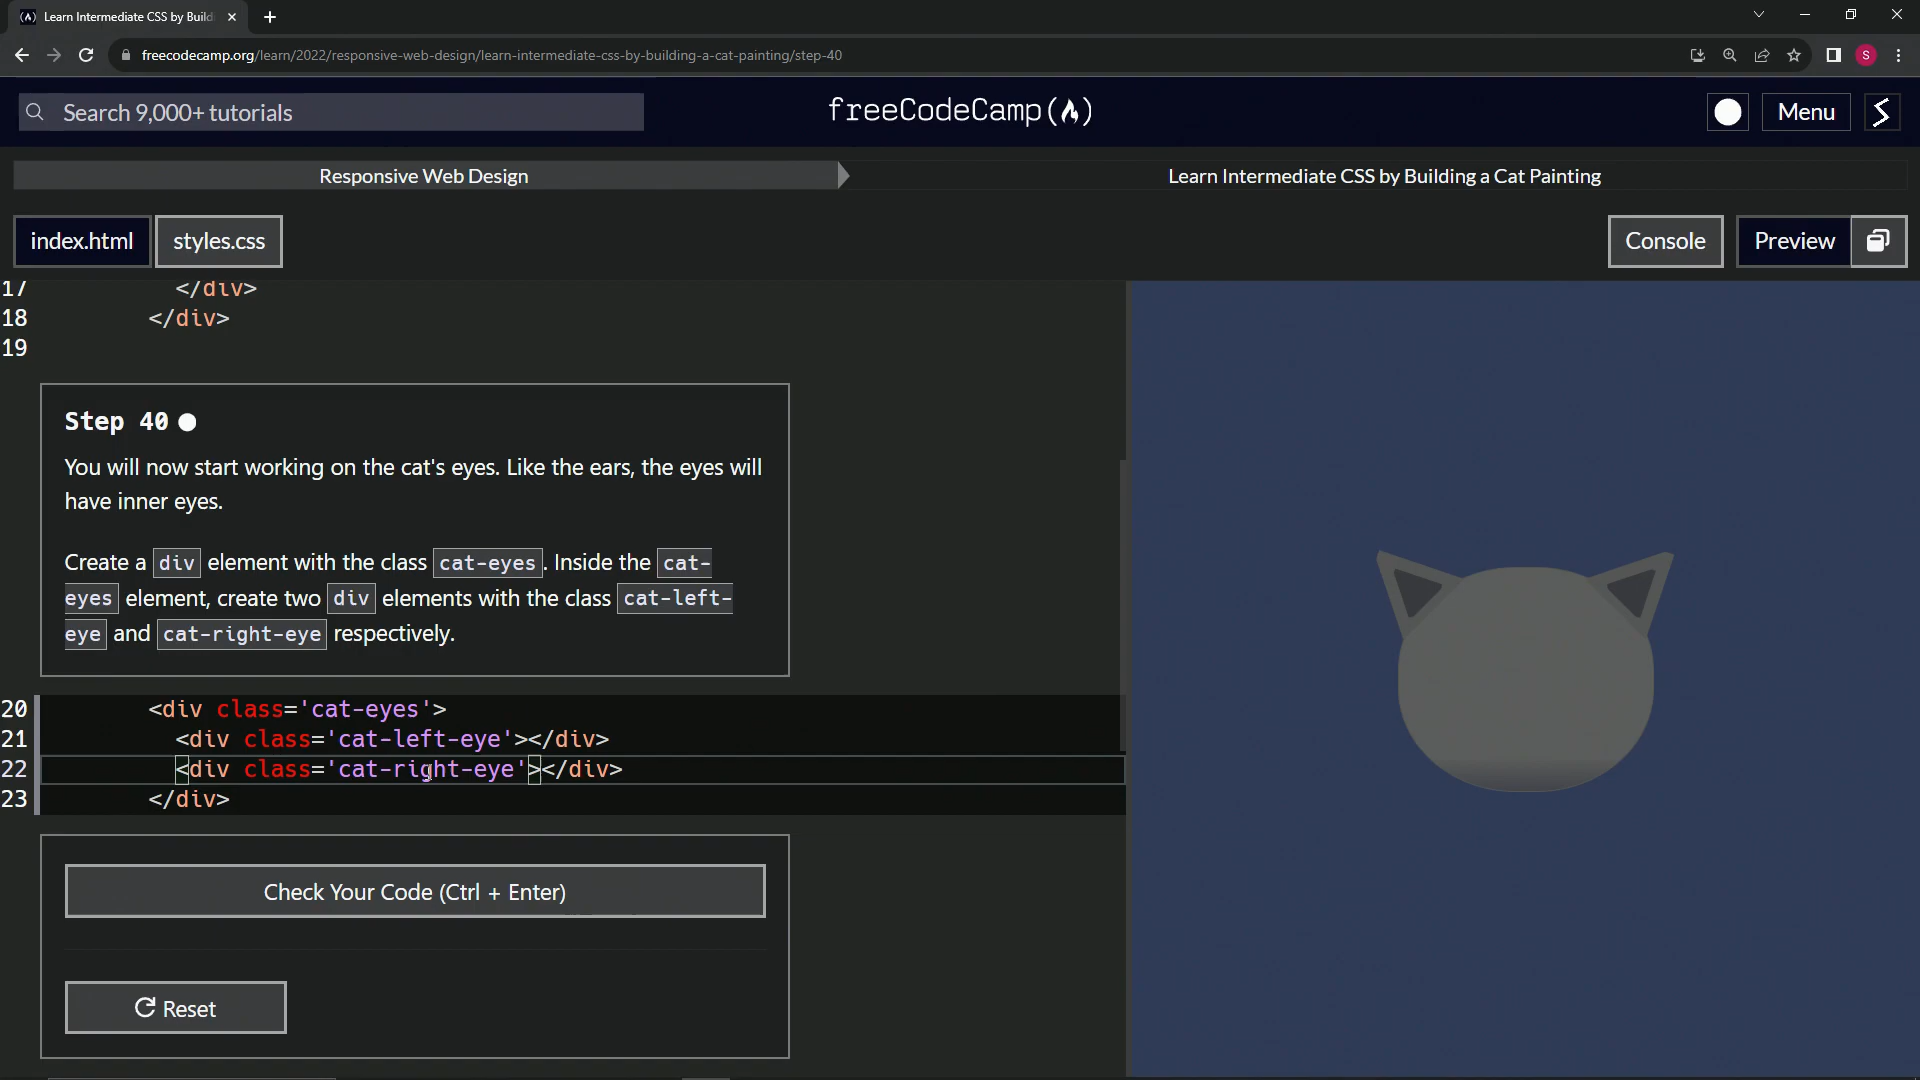 Learn Intermediate CSS by Build
freecodecamp.org/learn/2022/responsive-web-design/learn-intermediate-css-by-building-a-cat-painting/step-40
S
Search 9,000+ tutorials
freeCodeCamp
Menu
Responsive Web Design
Learn Intermediate CSS by Building a Cat Painting
index.html
styles.css
Console
Preview
17 </div>
18 </div>
19
Step 40
You will now start working on the cat's eyes. Like the ears, the eyes will
have inner eyes.
Create a div element with the class cat-eyes. Inside the cat-
eyes element, create two div elements with the class cat-left-
eye and cat-right-eye respectively.
20 <div class='cat-eyes'>
21 <div class='cat-left-eye'></div>
22 <div class='cat-right-eye'></div>
23 </div>
Check Your Code (Ctrl + Enter)
Reset